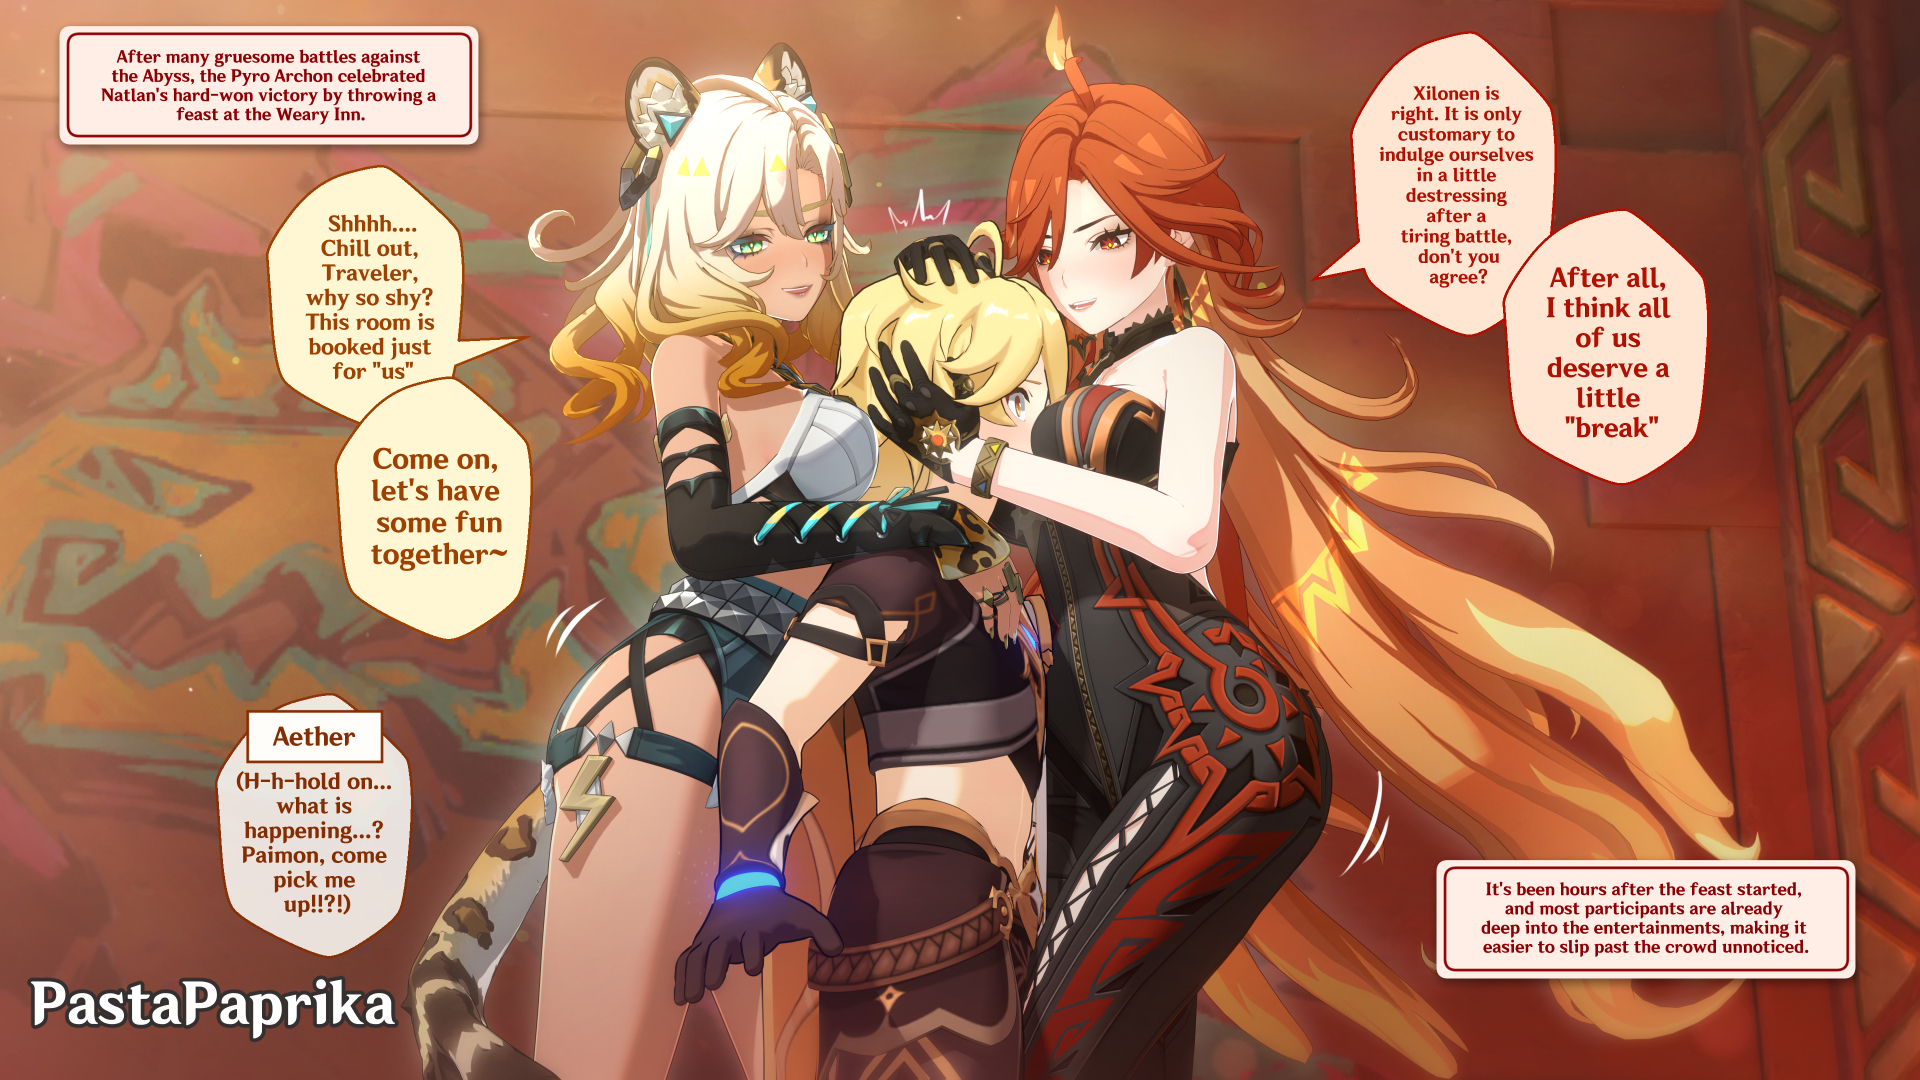 After many gruesome battles against
the Abyss, the Pyro Archon celebrated
Natlan's hard-won victory by throwing a
feast at the Weary Inn.
Shhhh....
Chill out,
Traveler,
why so shy?
This room is
booked just
for "us"
Come on,
let's have
some fun
together~
Xilonen is
right. It is only
customary to
indulge ourselves
in a little
destressing
after a
tiring battle,
don't you
agree?
After all,
I think all
of us
deserve a
little
"break"
Aether
(H-h-hold on...
what is
happening...?
Paimon, come
pick me
up!!?!)
It's been hours after the feast started,
and most participants are already
deep into the entertainments, making it
easier to slip past the crowd unnoticed.
PastaPaprika